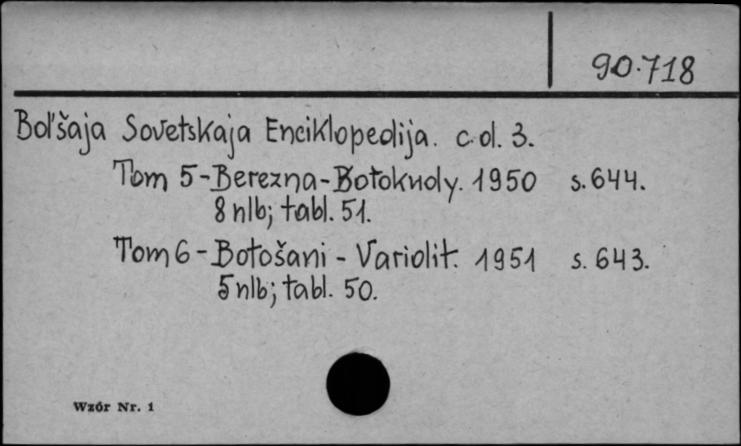 90.718
Bol'šaja Sovetskaja Enciklopedija. c.d. 3.
Tom 5-Berezna-Botokudy. 1950 s.644.
8 nlb; tabl. 51.
Tom 6-Botošani - Variolit. 1951 s. 643.
5 nlb; tabl. 50.
Wzór Nr. 1